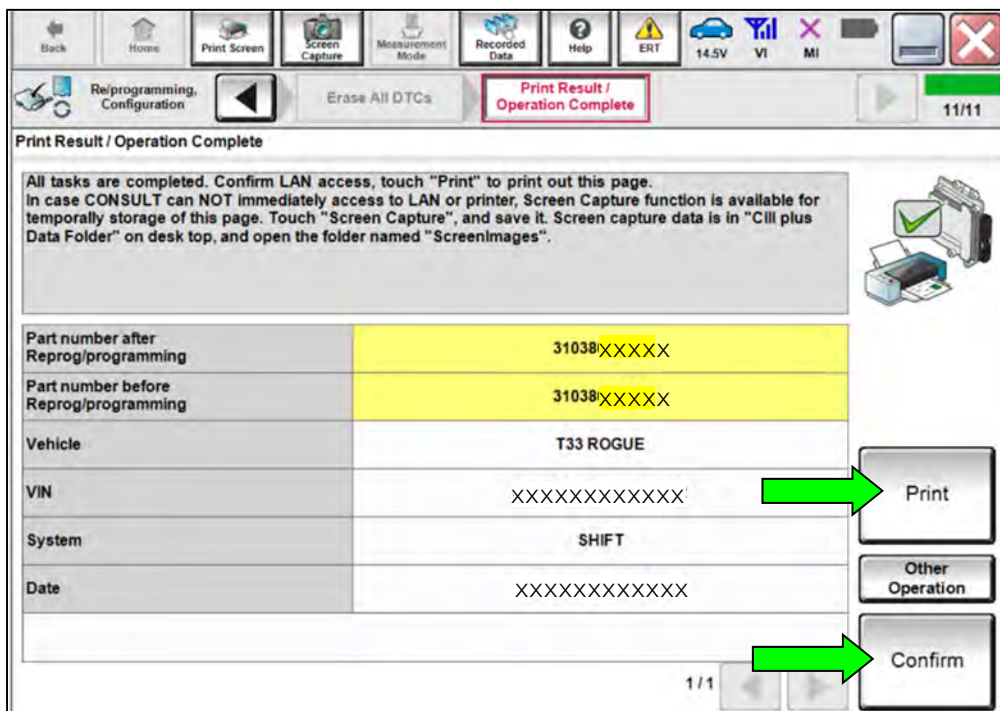 Back
Home
Print Screen
Screen
Capture
Measurement
Mode
Recorded
Data
Help
ERT
14.5V
VI
MI
Re/programming,
Configuration
Erase All DTCs
Print Result /
Operation Complete
11/11
Print Result / Operation Complete
All tasks are completed. Confirm LAN access, touch "Print" to print out this page.
In case CONSULT can NOT immediately access to LAN or printer, Screen Capture function is available for
temporally storage of this page. Touch "Screen Capture", and save it. Screen capture data is in "CIII plus
Data Folder" on desk top, and open the folder named "ScreenImages".
Part number after
Reprog/programming
31038XXXXX
Part number before
Reprog/programming
31038XXXXX
Vehicle
T33 ROGUE
VIN
XXXXXXXXXXXX
Print
System
SHIFT
Other
Operation
Date
XXXXXXXXXXXX
Confirm
1/1